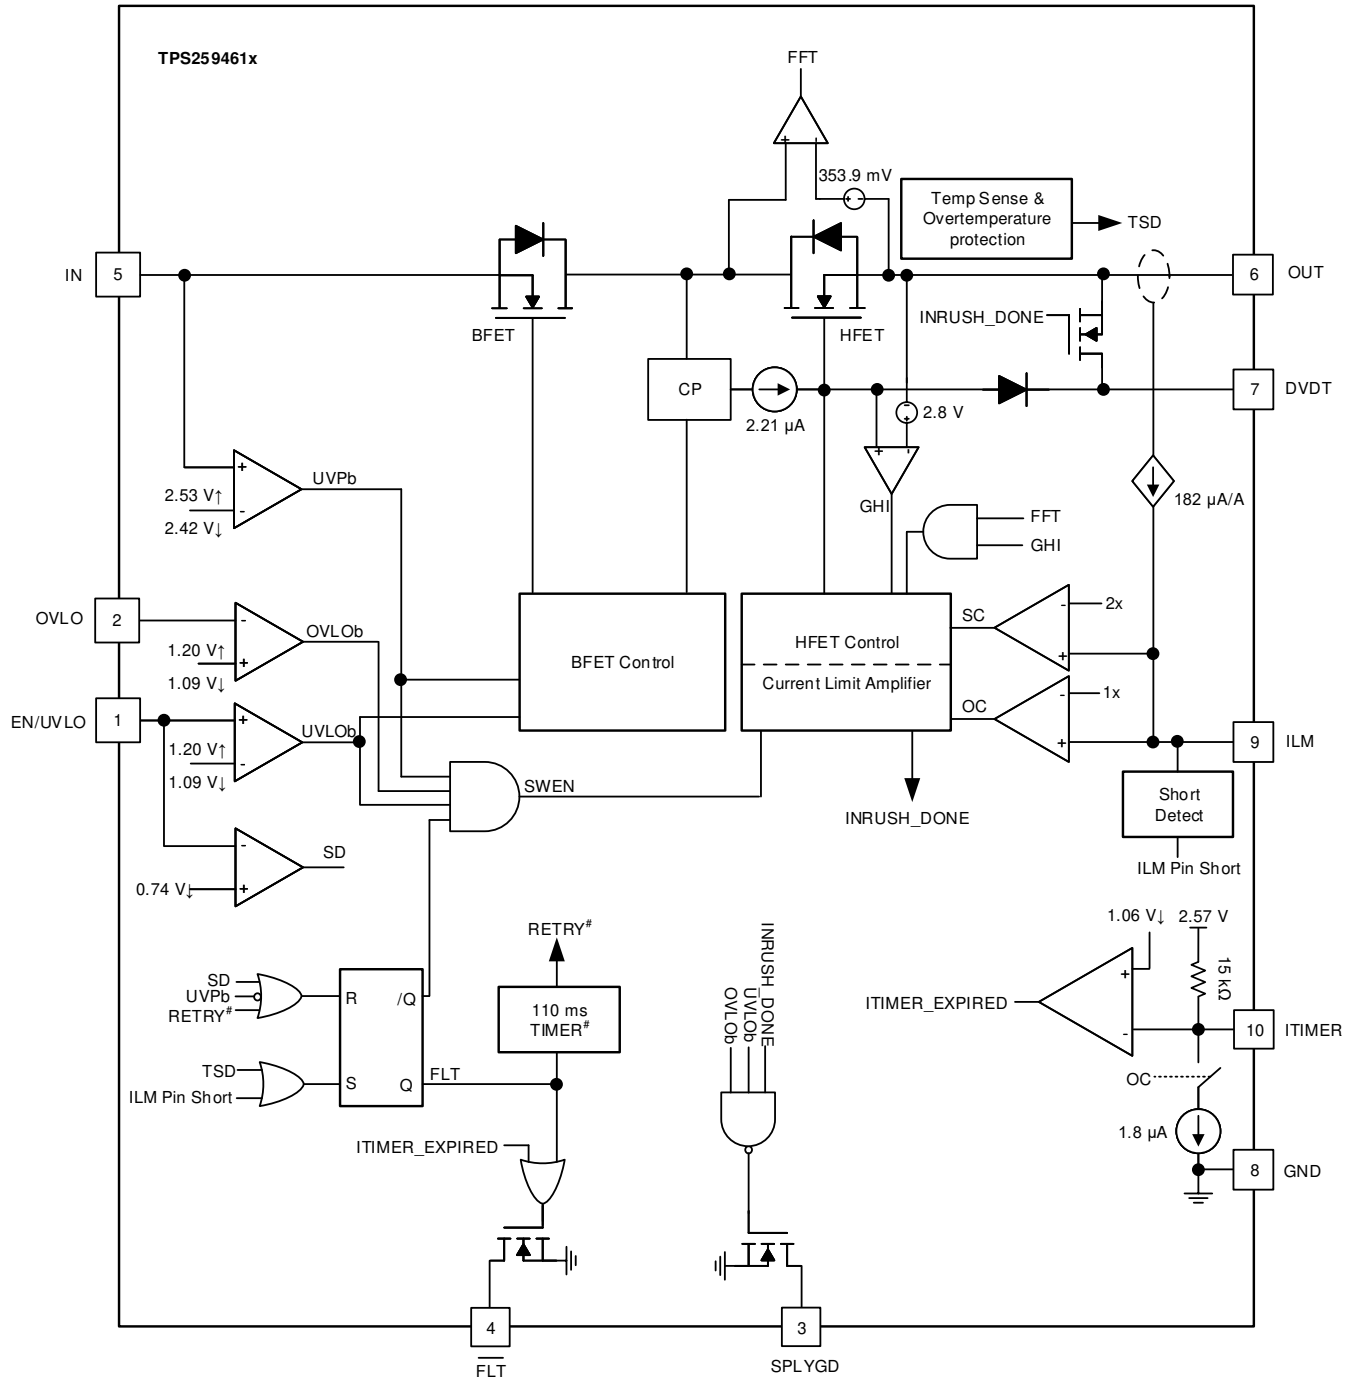 TPS259461x
FFT
353.9 mV
Temp Sense &
Overtemperature
protection
TSD
IN
5
6
OUT
BFET
HFET
INRUSH_DONE
CP
2.21 µA
2.8 V
7
DVDT
UVPb
2.53 V↑
2.42 V↓
+
-
GHI
182 µA/A
FFT
GHI
OVLO
2
OVLOb
1.20 V↑
1.09 V↓
-
+
BFET Control
HFET Control
Current Limit Amplifier
SC
2x
-
+
OC
1x
-
+
EN/UVLO
1
UVLOb
1.20 V↑
1.09 V↓
+
-
9
ILM
SWEN
INRUSH_DONE
Short
Detect
ILM Pin Short
SD
0.74 V↓
-
+
RETRY#
INRUSH_DONE
UVLOb
OVLOb
1.06 V↓
2.57 V
15 kΩ
SD
UVPb
RETRY#
R
/Q
110 ms
TIMER#
ITIMER_EXPIRED
+
-
10
ITIMER
TSD
ILM Pin Short
S
Q
FLT
OC
1.8 µA
ITIMER_EXPIRED
8
GND
4
FLT
3
SPLYGD